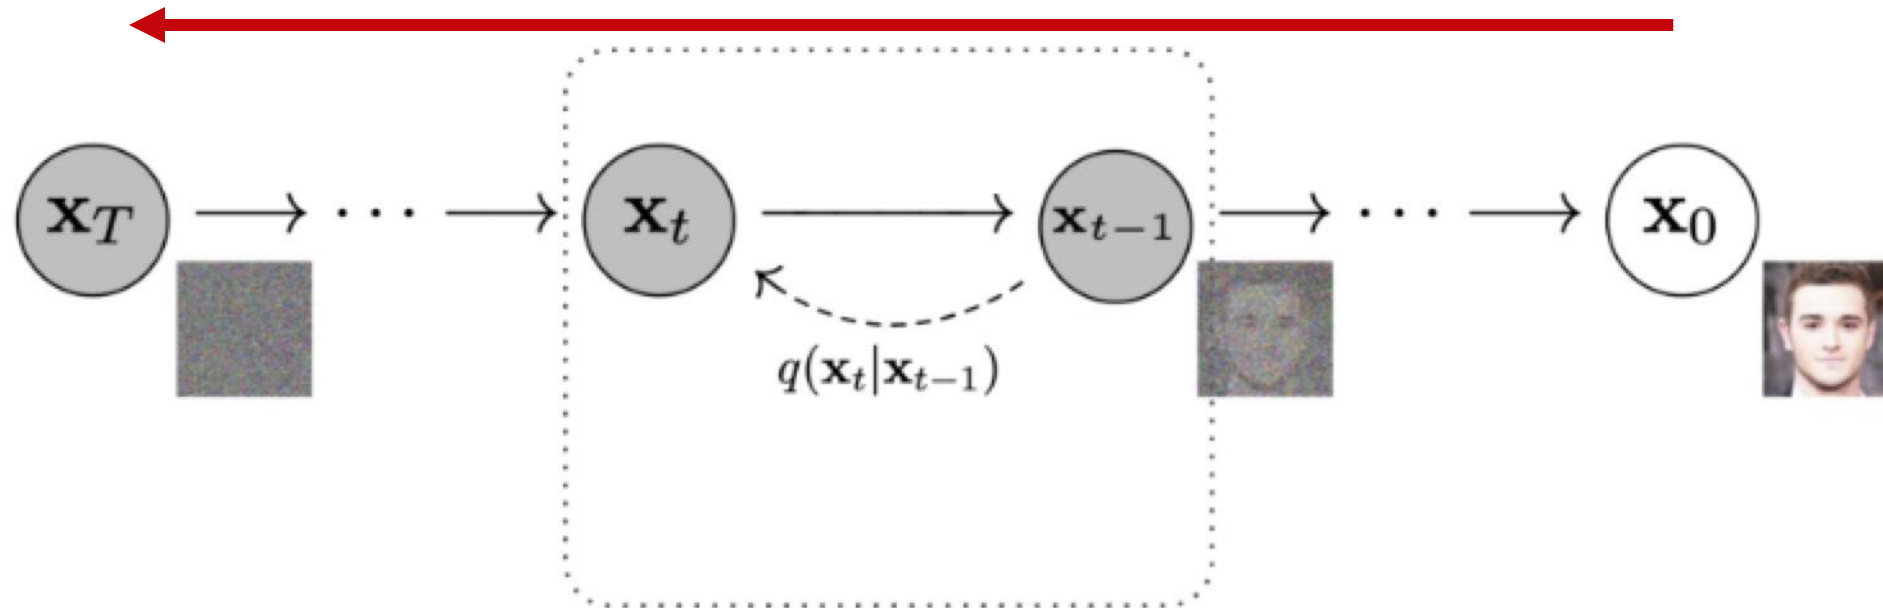 x_T → ··· → x_t → x_{t−1} → ··· → x_0
q(x_t|x_{t−1})